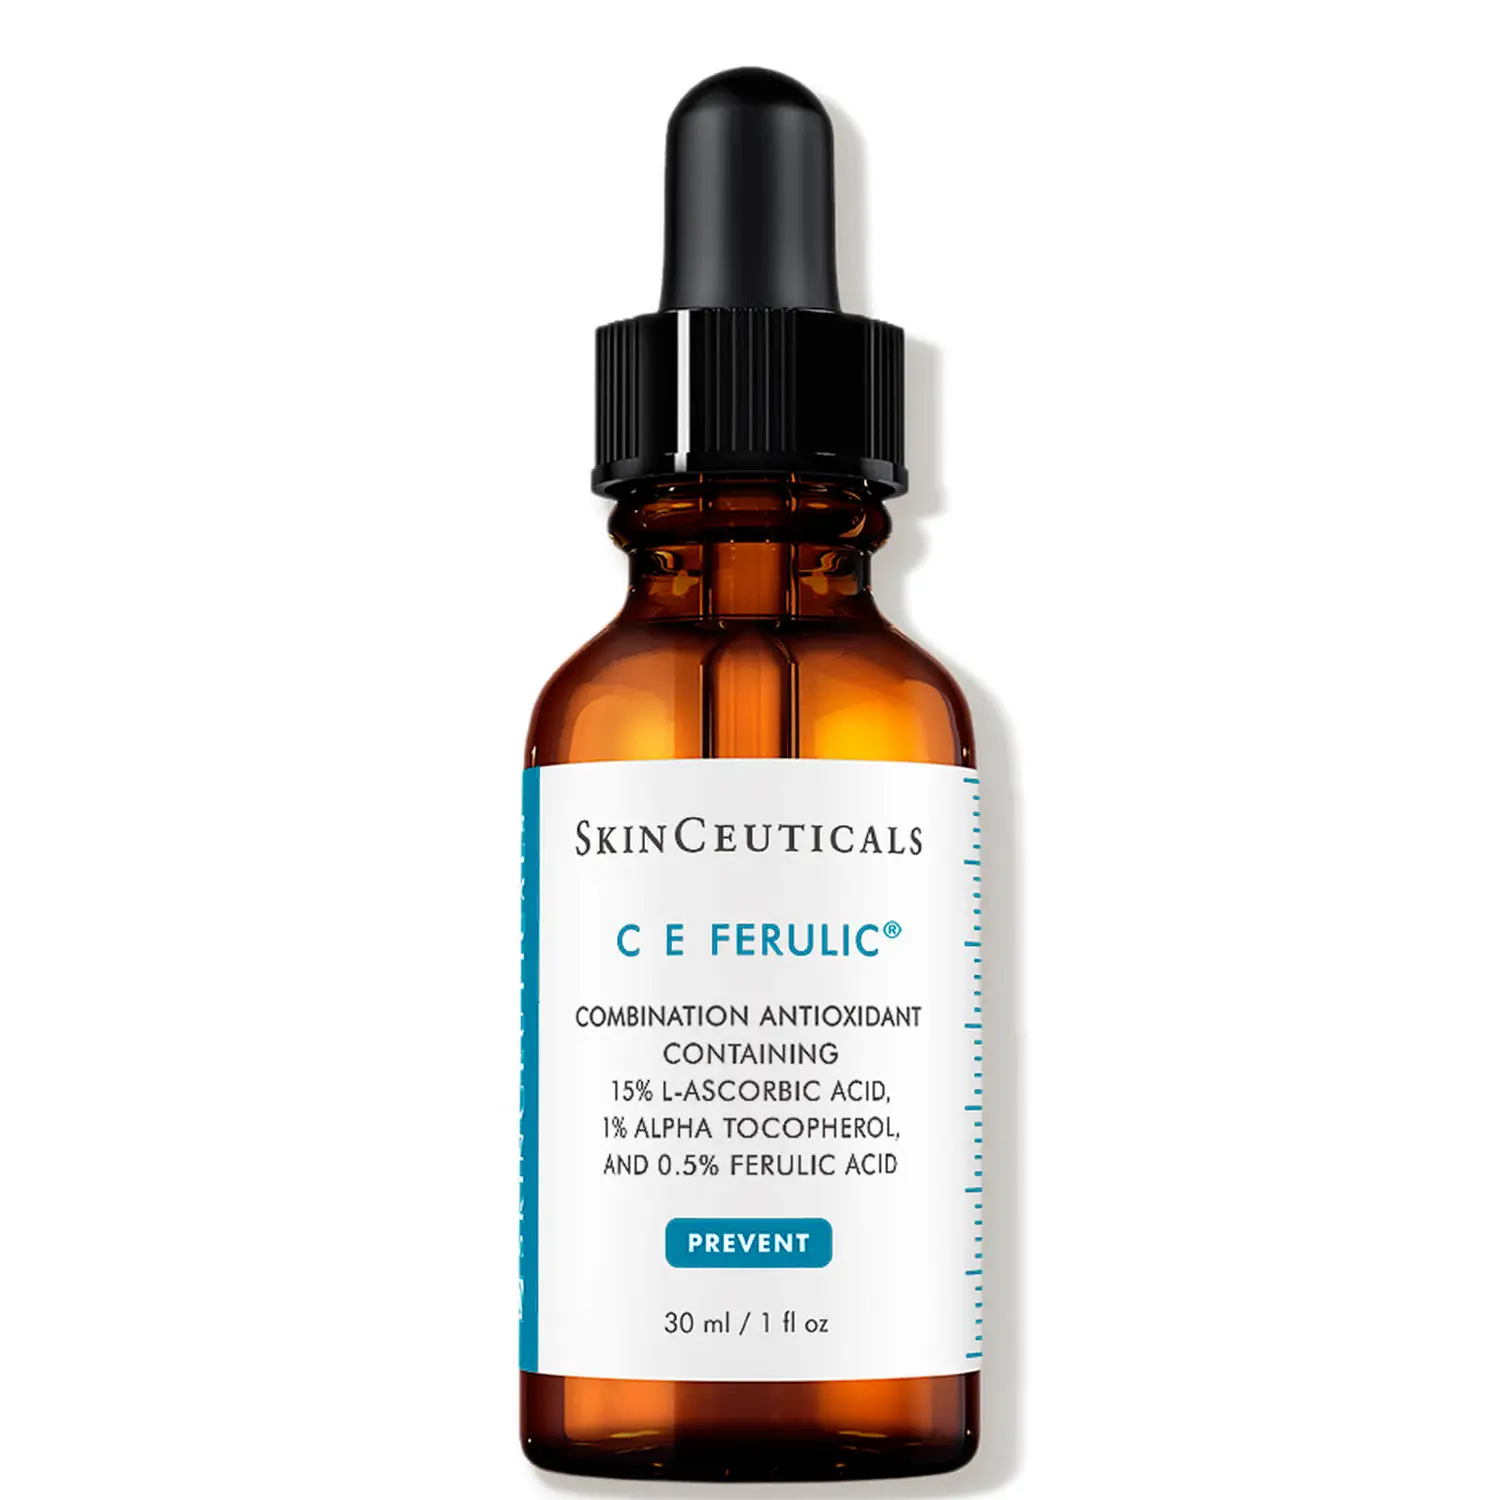 SKINCEUTICALS
C E FERULIC®
COMBINATION ANTIOXIDANT
CONTAINING
15% L-ASCORBIC ACID,
1% ALPHA TOCOPHEROL,
AND 0.5% FERULIC ACID
PREVENT
30 ml / 1 fl oz